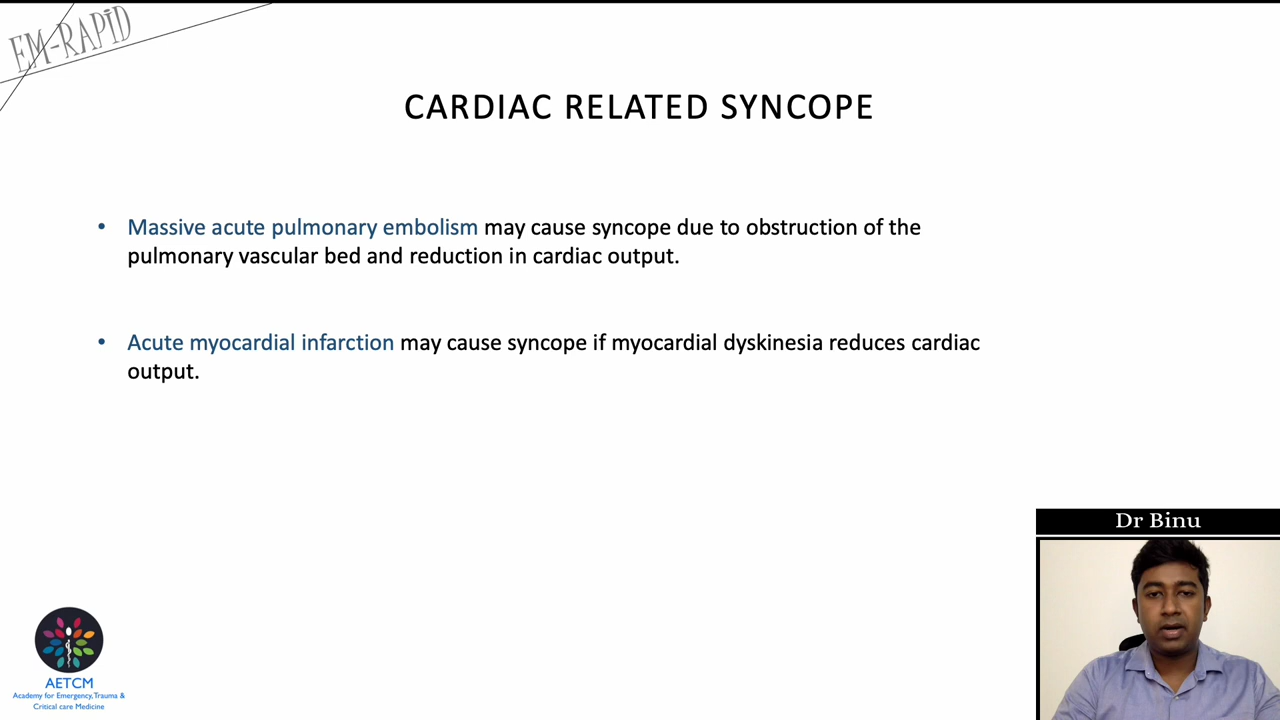 EM-RAPiD
CARDIAC RELATED SYNCOPE
• Massive acute pulmonary embolism may cause syncope due to obstruction of the
pulmonary vascular bed and reduction in cardiac output.
• Acute myocardial infarction may cause syncope if myocardial dyskinesia reduces cardiac
output.
Dr Binu
AETCM
Academy for Emergency, Trauma &
Critical care Medicine